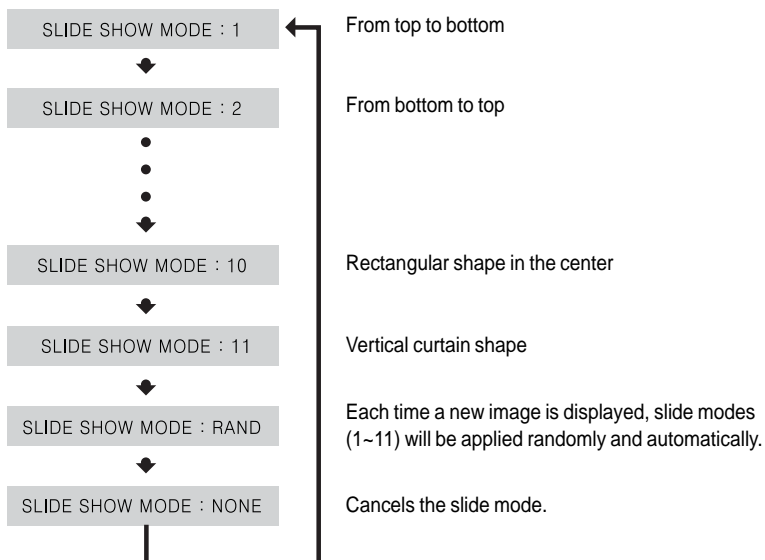 SLIDE SHOW MODE : 1
From top to bottom
SLIDE SHOW MODE : 2
From bottom to top
SLIDE SHOW MODE : 10
Rectangular shape in the center
SLIDE SHOW MODE : 11
Vertical curtain shape
SLIDE SHOW MODE : RAND
Each time a new image is displayed, slide modes
(1~11) will be applied randomly and automatically.
SLIDE SHOW MODE : NONE
Cancels the slide mode.